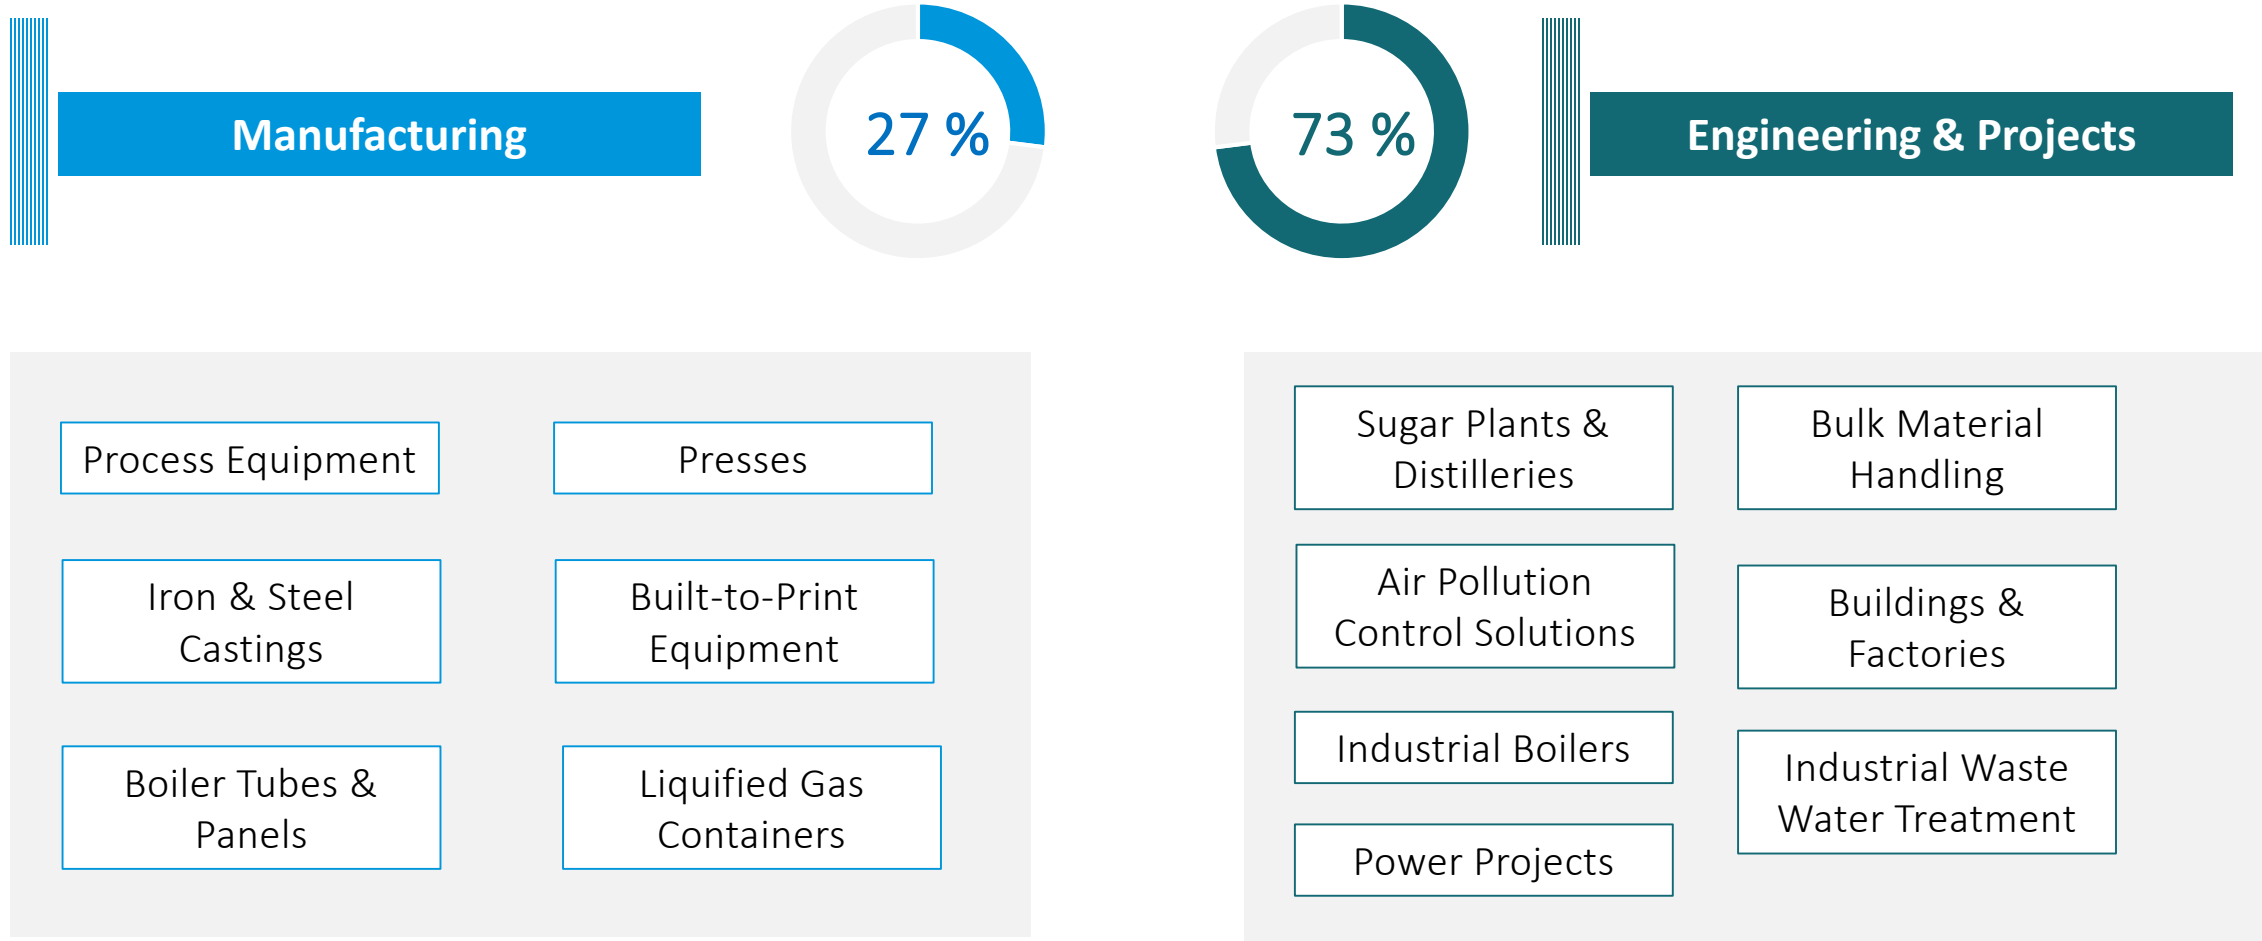 Manufacturing
27 %
73 %
Engineering & Projects
Process Equipment
Presses
Iron & Steel
Castings
Built-to-Print
Equipment
Boiler Tubes &
Panels
Liquified Gas
Containers
Sugar Plants &
Distilleries
Bulk Material
Handling
Air Pollution
Control Solutions
Buildings &
Factories
Industrial Boilers
Industrial Waste
Water Treatment
Power Projects